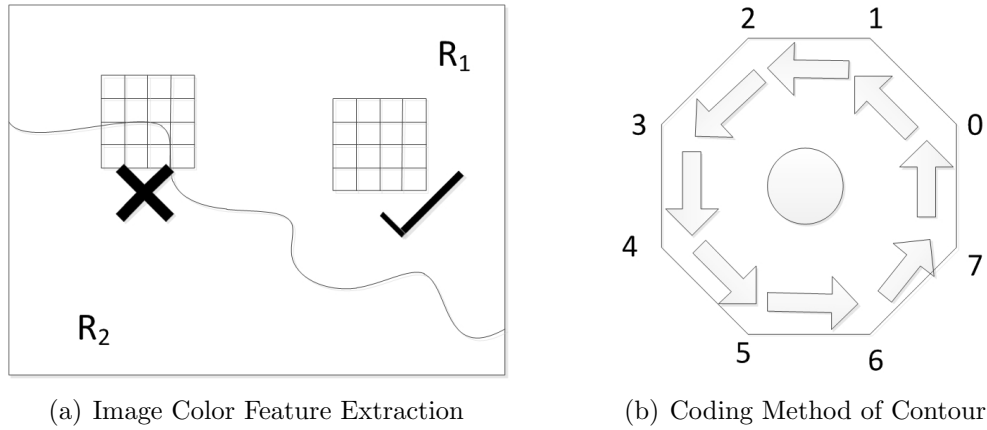 R1
R2
2
1
3
0
4
7
5
6
(a) Image Color Feature Extraction
(b) Coding Method of Contour